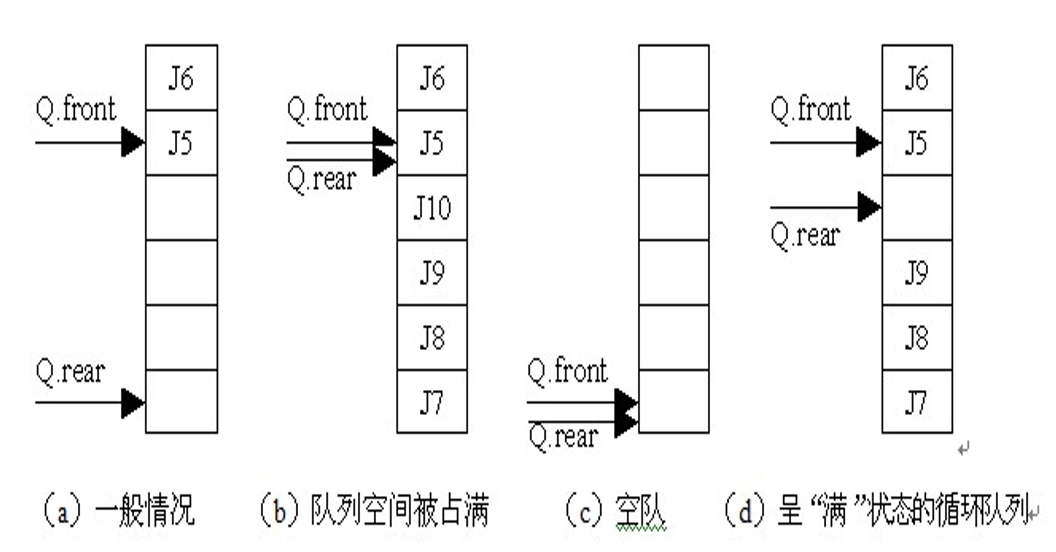 J6
Q.front
J5
Q.rear
(a) 一般情况
J6
Q.front
J5
Q.rear
J10
J9
J8
J7
(b) 队列空间被占满
Q.front
Q.rear
(c) 空队
J6
Q.front
J5
Q.rear
J9
J8
J7
(d) 呈“满”状态的循环队列